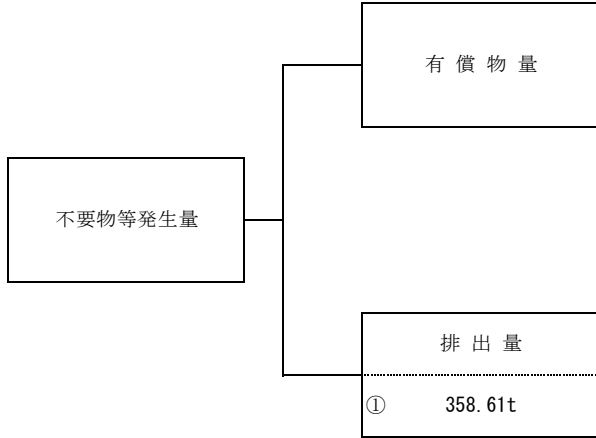 有 償 物 量
不要物等発生量
排 出 量
① 358.61t